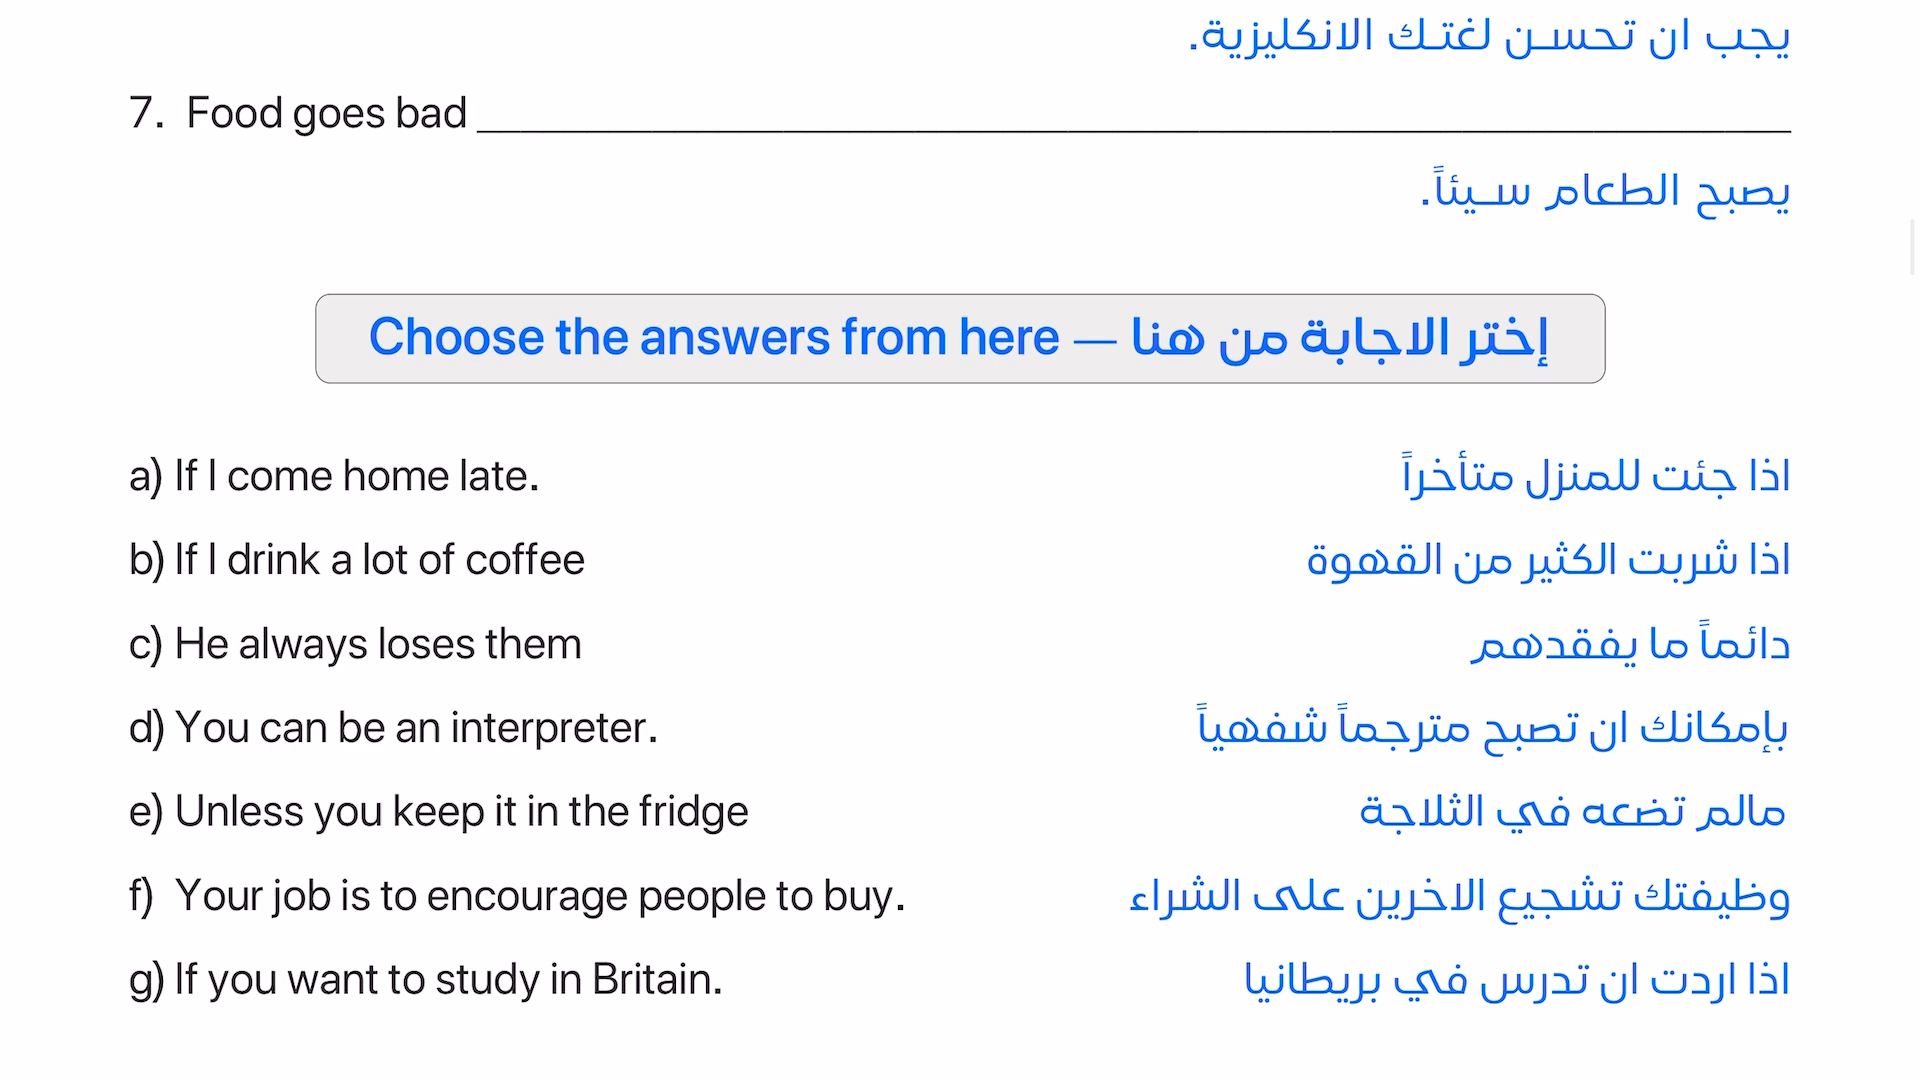 يجب ان تحسن لغتك الانكليزية.
7. Food goes bad ______________________________
يصبح الطعام سيئاً.
Choose the answers from here — إختر الاجابة من هنا
a) If I come home late. اذا جئت للمنزل متأخراً
b) If I drink a lot of coffee اذا شربت الكثير من القهوة
c) He always loses them دائماً ما يفقدهم
d) You can be an interpreter. بإمكانك ان تصبح مترجماً شفهياً
e) Unless you keep it in the fridge مالم تضعه في الثلاجة
f) Your job is to encourage people to buy. وظيفتك تشجيع الاخرين على الشراء
g) If you want to study in Britain. اذا اردت ان تدرس في بريطانيا